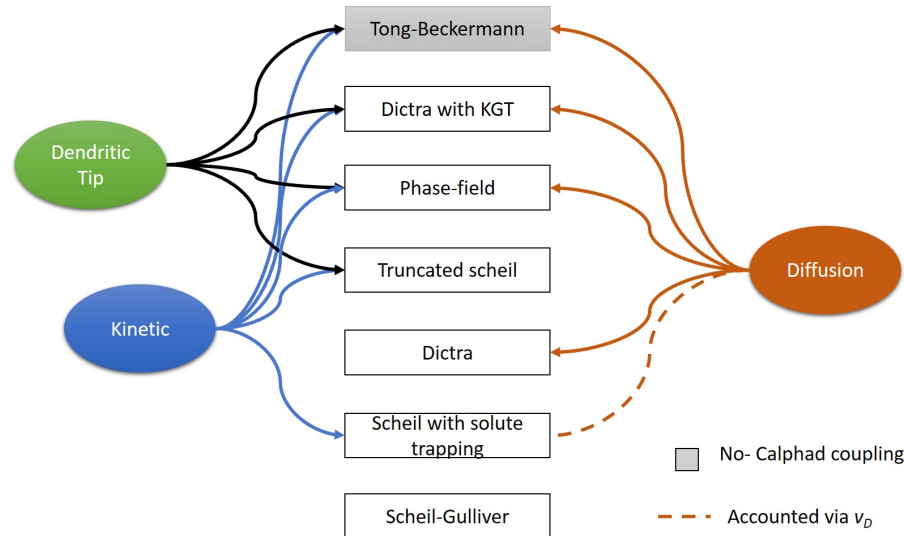 Tong-Beckermann
Dictra with KGT
Dendritic
Tip
Phase-field
Truncated scheil
Diffusion
Kinetic
Dictra
Scheil with solute
trapping
No- Calphad coupling
Scheil-Gulliver
Accounted via v_D